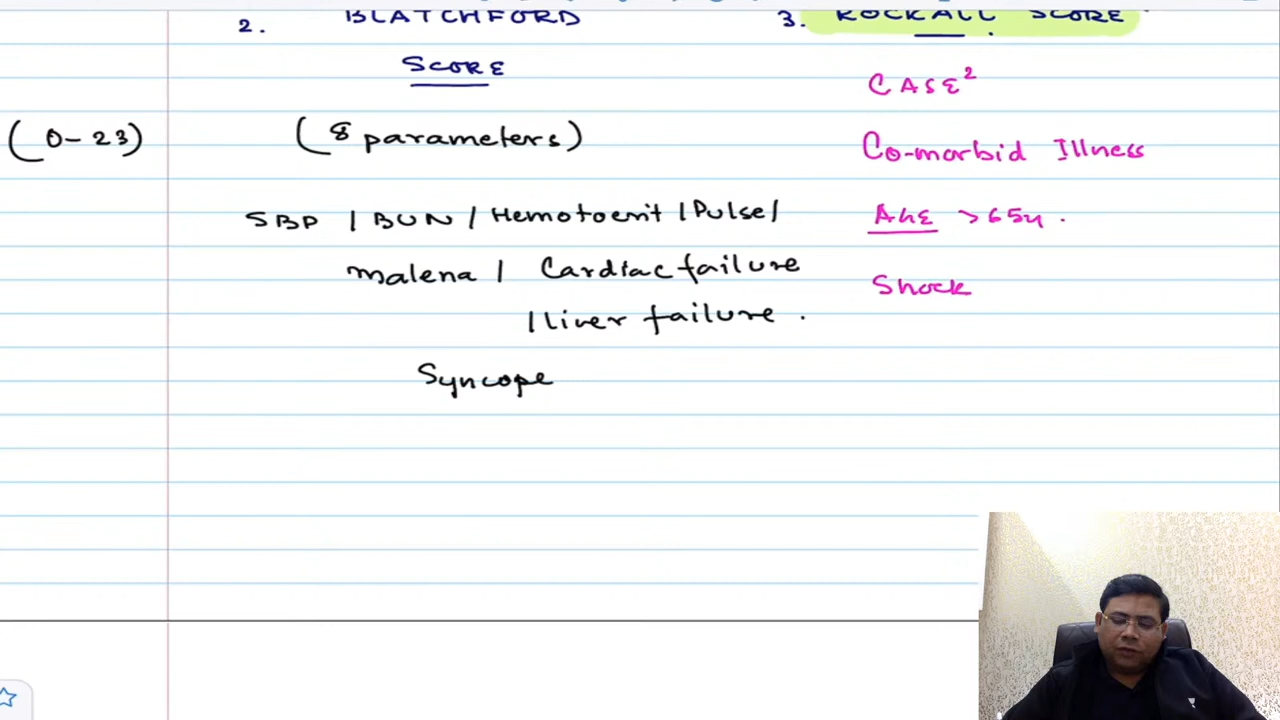 2. BLATCHFORD
SCORE
(0-23) (8 parameters)
SBP / BUN / Hemotocrit / Pulse/
malena / Cardiac failure
/ liver failure.
Syncope
3. ROCKALL SCORE
CASE²
Co-morbid Illness
AGE >65y.
Shock